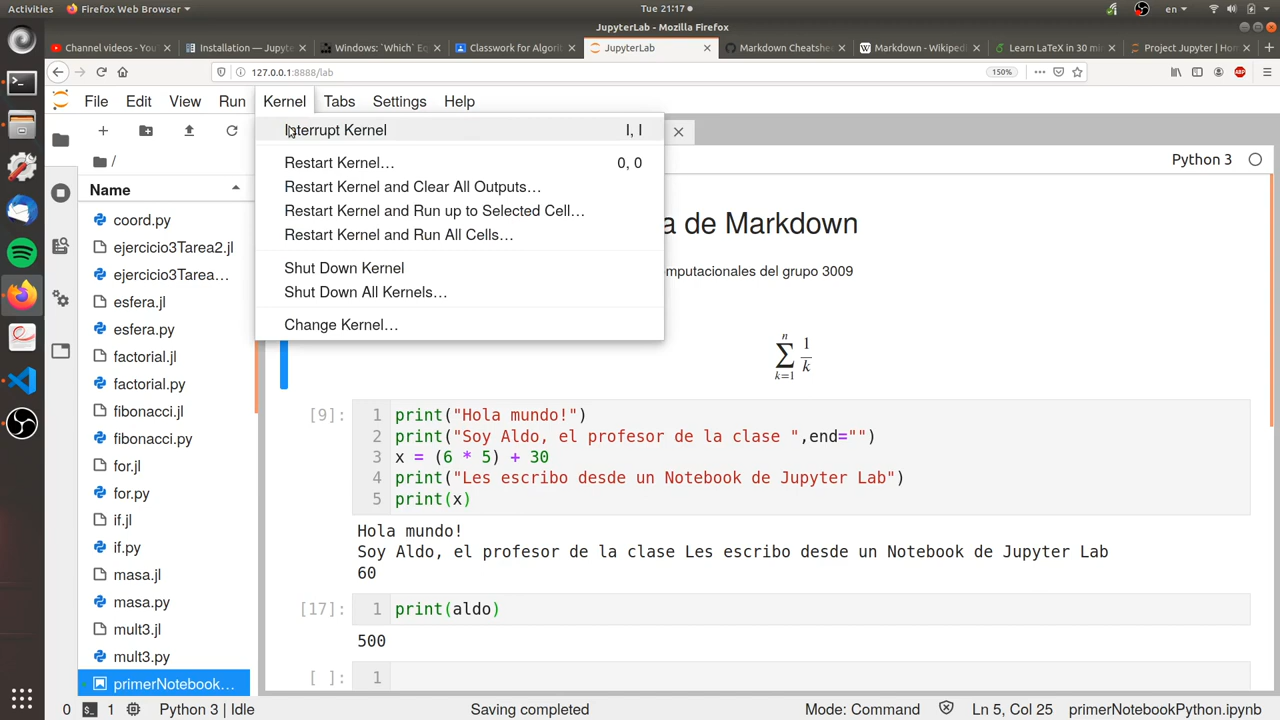 Activities
Firefox Web Browser
Tue 21:17
en
JupyterLab - Mozilla Firefox
Channel videos - You
Installation — Jupyte
Windows: `Which` Eq
Classwork for Algorit
JupyterLab
Markdown Cheatshe
Markdown - Wikiped
Learn LaTeX in 30 mi
Project Jupyter | Hom
127.0.0.1:8888/lab
150%
ABP
File Edit View Run Kernel Tabs Settings Help
Interrupt Kernel I, I
Restart Kernel… 0, 0
Restart Kernel and Clear All Outputs…
Restart Kernel and Run up to Selected Cell…
Restart Kernel and Run All Cells…
Shut Down Kernel
Shut Down All Kernels…
Change Kernel…
/
Name
coord.py
ejercicio3Tarea2.jl
ejercicio3Tarea…
esfera.jl
esfera.py
factorial.jl
factorial.py
fibonacci.jl
fibonacci.py
for.jl
for.py
if.jl
if.py
masa.jl
masa.py
mult3.jl
mult3.py
primerNotebook…
Python 3
a de Markdown
mputacionales del grupo 3009
n
∑ 1/k
k=1
[9]:
1 print("Hola mundo!")
2 print("Soy Aldo, el profesor de la clase ",end="")
3 x = (6 * 5) + 30
4 print("Les escribo desde un Notebook de Jupyter Lab")
5 print(x)
Hola mundo!
Soy Aldo, el profesor de la clase Les escribo desde un Notebook de Jupyter Lab
60
[17]: 1 print(aldo)
500
[ ]: 1
0 1 Python 3 | Idle Saving completed Mode: Command Ln 5, Col 25 primerNotebookPython.ipynb